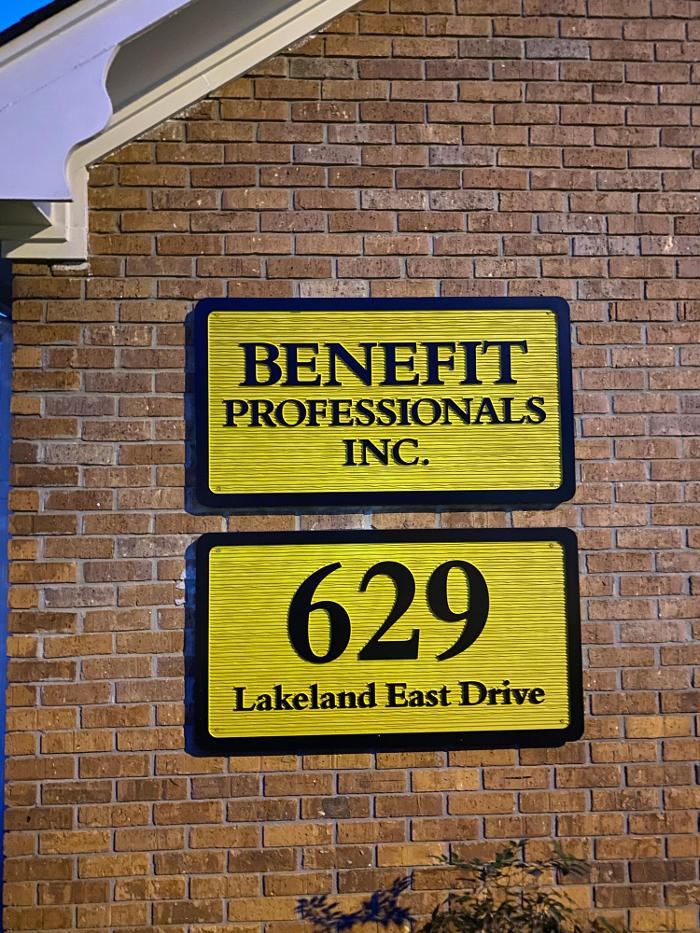 BENEFIT
PROFESSIONALS
INC.
629
Lakeland East Drive